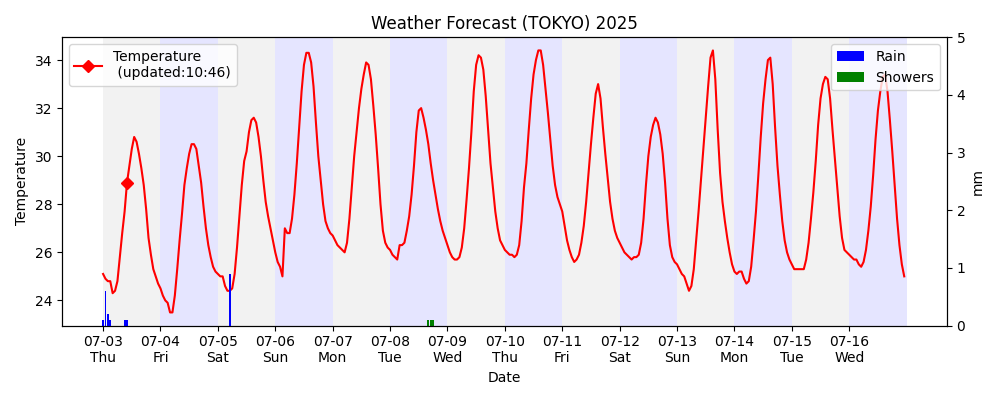 Weather Forecast (TOKYO) 2025
Temperature
(updated:10:46)
Rain
Showers
Temperature
34
32
30
28
26
24
5
4
3
2
1
0
mm
07-03 07-04 07-05 07-06 07-07 07-08 07-09 07-10 07-11 07-12 07-13 07-14 07-15 07-16
Thu Fri Sat Sun Mon Tue Wed Thu Fri Sat Sun Mon Tue Wed
Date